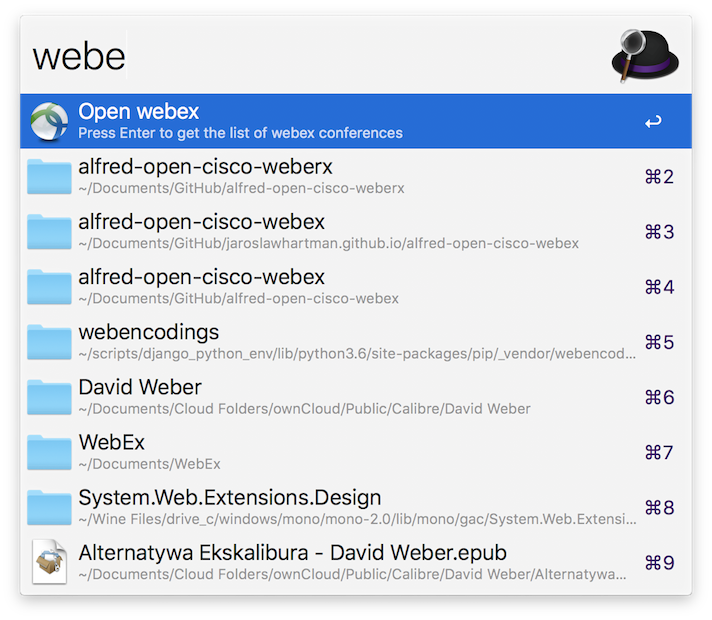 webe
Open webex
Press Enter to get the list of webex conferences
alfred-open-cisco-weberx
~/Documents/GitHub/alfred-open-cisco-weberx
⌘2
alfred-open-cisco-webex
~/Documents/GitHub/jaroslawhartman.github.io/alfred-open-cisco-webex
⌘3
alfred-open-cisco-webex
~/Documents/GitHub/alfred-open-cisco-webex
⌘4
webencodings
~/scripts/django_python_env/lib/python3.6/site-packages/pip/_vendor/webencod...
⌘5
David Weber
~/Documents/Cloud Folders/ownCloud/Public/Calibre/David Weber
⌘6
WebEx
~/Documents/WebEx
⌘7
System.Web.Extensions.Design
~/Wine Files/drive_c/windows/mono/mono-2.0/lib/mono/gac/System.Web.Extensi...
⌘8
Alternatywa Ekskalibura - David Weber.epub
~/Documents/Cloud Folders/ownCloud/Public/Calibre/David Weber/Alternatywa...
⌘9